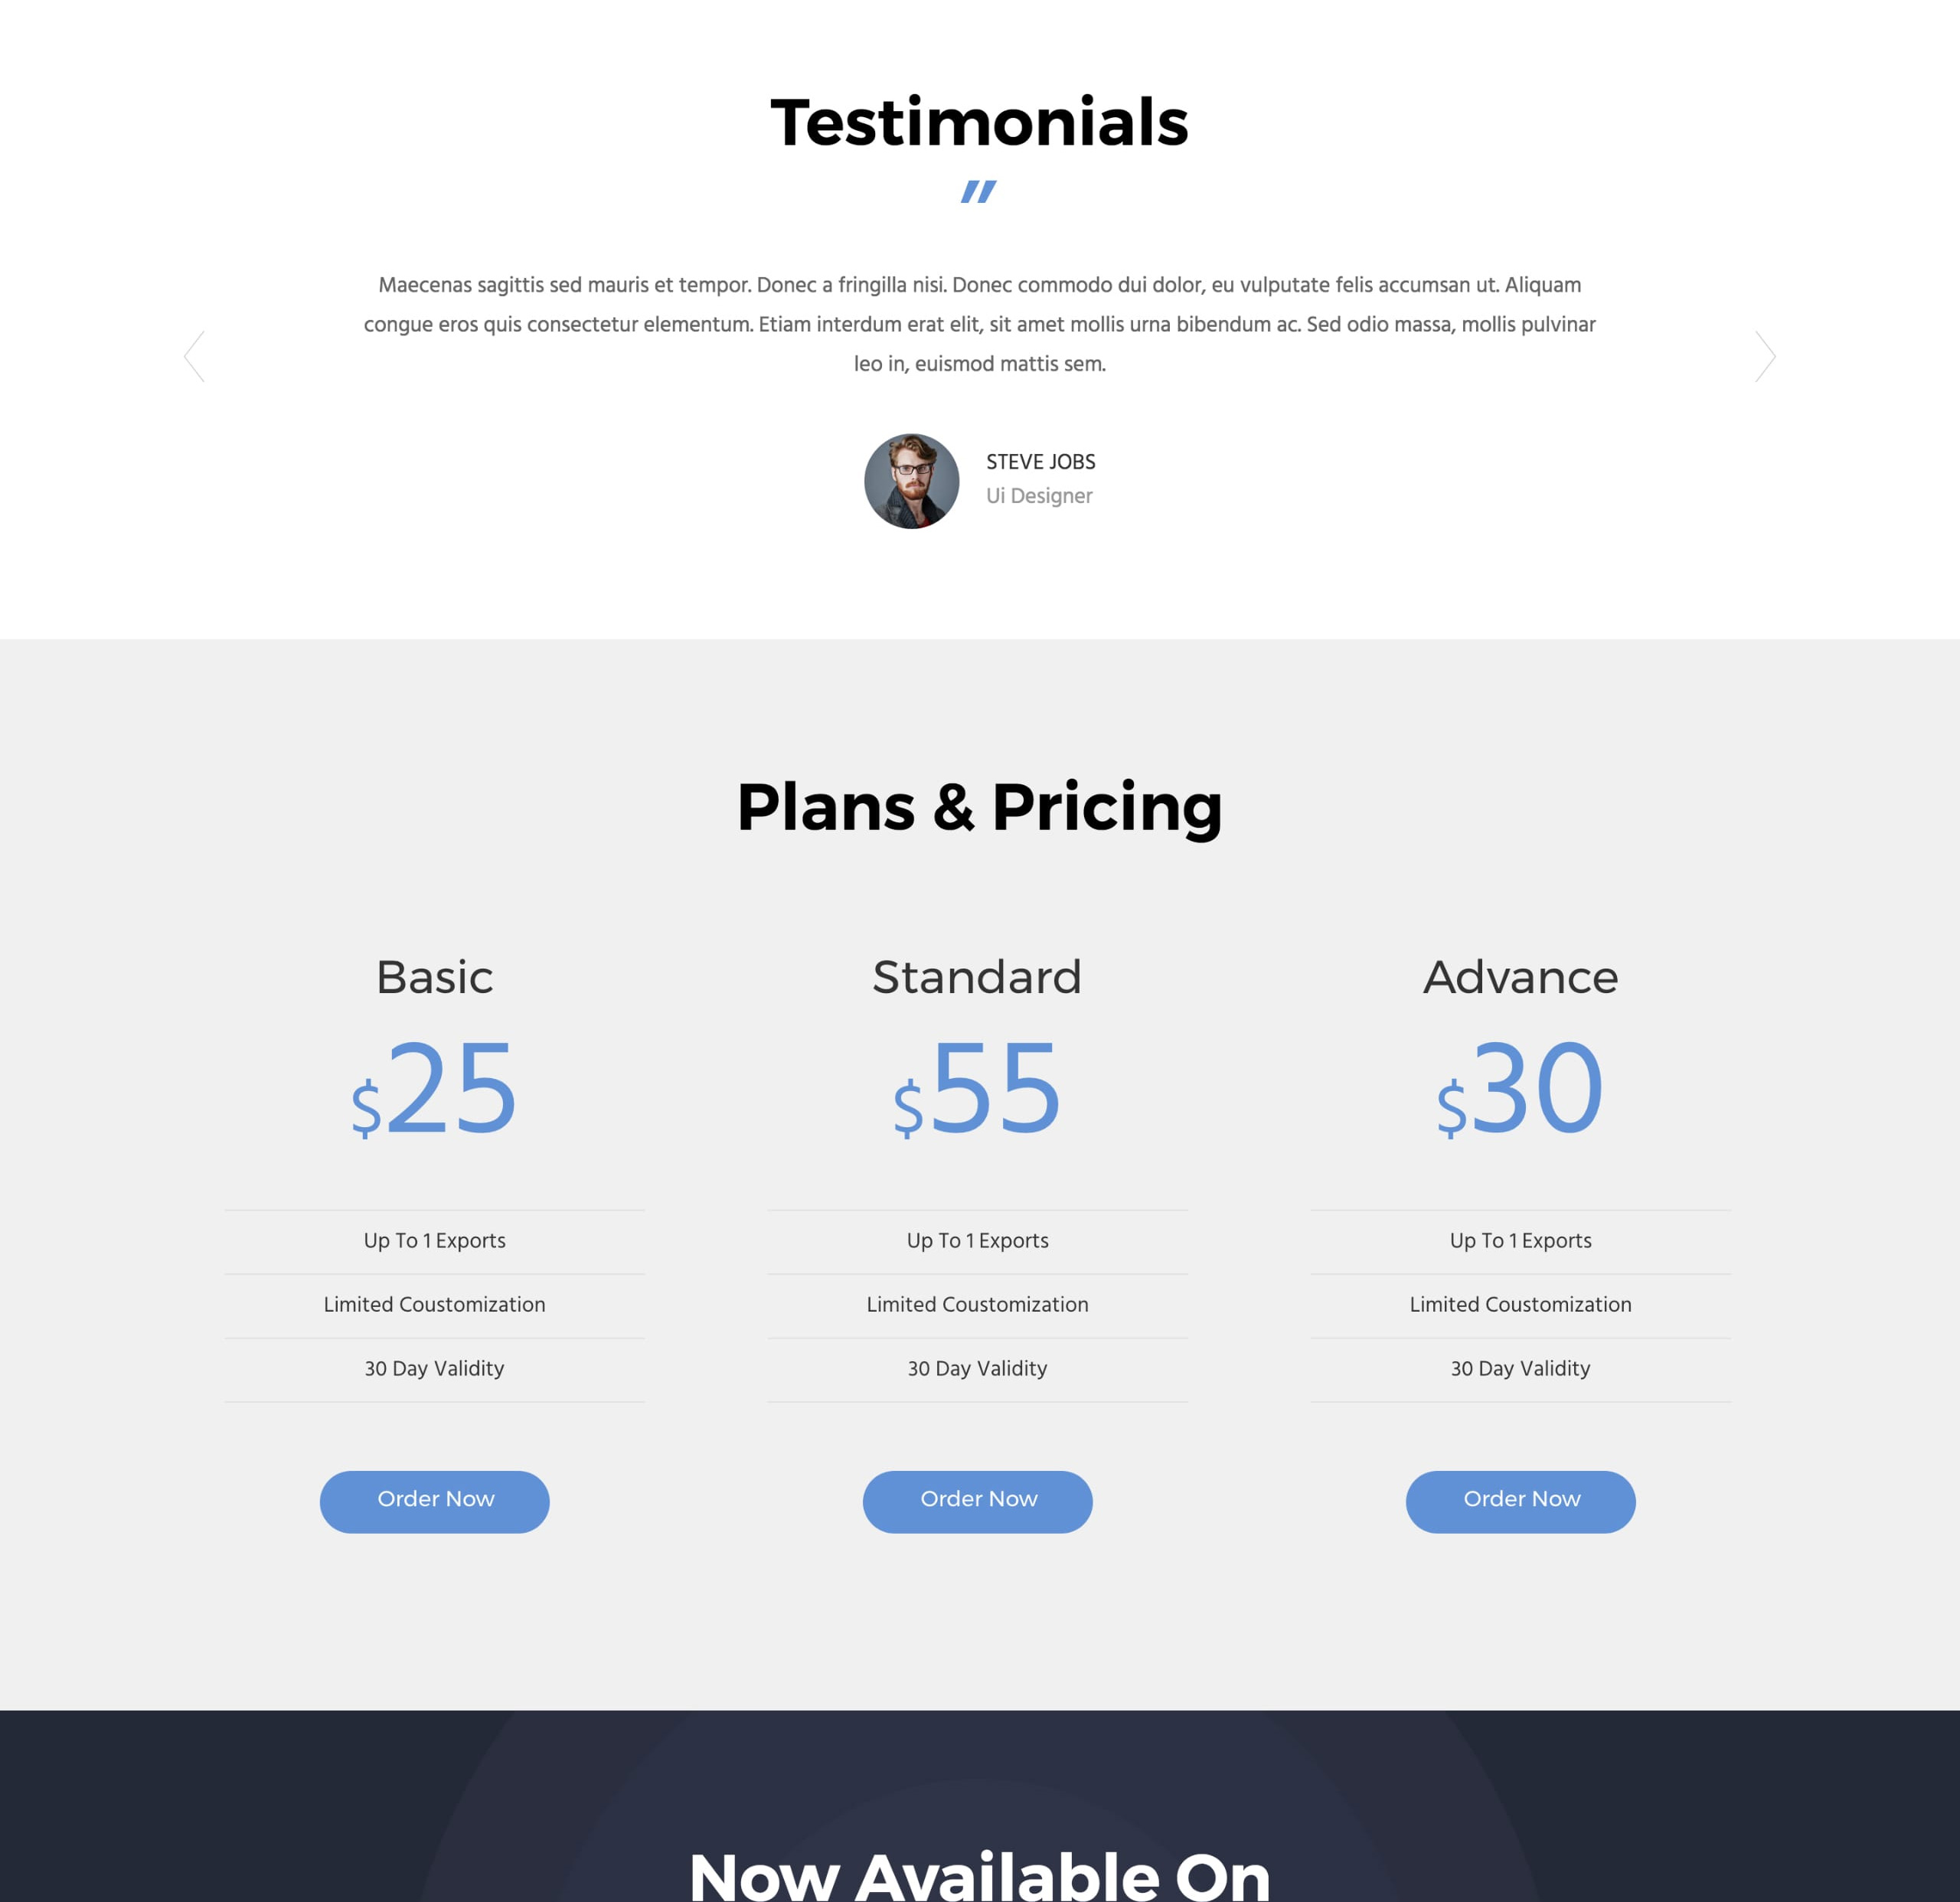 Testimonials
"
Maecenas sagittis sed mauris et tempor. Donec a fringilla nisi. Donec commodo dui dolor, eu vulputate felis accumsan ut. Aliquam
congue eros quis consectetur elementum. Etiam interdum erat elit, sit amet mollis urna bibendum ac. Sed odio massa, mollis pulvinar
leo in, euismod mattis sem.
STEVE JOBS
Ui Designer
Plans & Pricing
Basic
$25
Up To 1 Exports
Limited Coustomization
30 Day Validity
Order Now
Standard
$55
Up To 1 Exports
Limited Coustomization
30 Day Validity
Order Now
Advance
$30
Up To 1 Exports
Limited Coustomization
30 Day Validity
Order Now
Now Available On